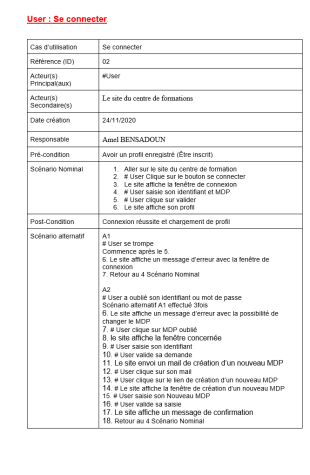 User : Se connecter
Cas d'utilisation Se connecter
Référence (ID) 02
Acteur(s) #User
Principal(aux)
Acteur(s) Le site du centre de formations
Secondaire(s)
Date création 24/11/2020
Responsable Amel BENSADOUN
Pré-condition Avoir un profil enregistré (Être inscrit)
Scénario Nominal 1. Aller sur le site du centre de formation
2. # User Clique sur le bouton se connecter
3. Le site affiche la fenêtre de connexion
4. # User saisie son identifiant et MDP
5. # User clique sur valider
6. Le site affiche son profil
Post-Condition Connexion réussite et chargement de profil
Scénario alternatif A1
# User se trompe
Commence après le 5.
6. Le site affiche un message d'erreur avec la fenêtre de
connexion
7. Retour au 4 Scénario Nominal
A2
# User a oublié son identifiant ou mot de passe
Scénario alternatif A1 effectué 3fois
6. Le site affiche un message d'erreur avec la possibilité de
changer le MDP
7. # User clique sur MDP oublié
8. le site affiche la fenêtre concernée
9. # User saisie son identifiant
10. # User valide sa demande
11. Le site envoi un mail de création d'un nouveau MDP
12. # User clique sur son mail
13. # User clique sur le lien de création d'un nouveau MDP
14. # Le site affiche la fenêtre de création d'un nouveau MDP
15. # User saisie son Nouveau MDP
16. # User valide sa saisie
17. Le site affiche un message de confirmation
18. Retour au 4 Scénario Nominal